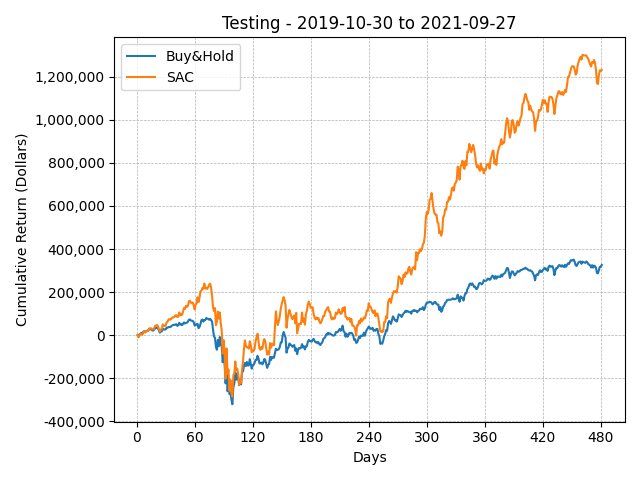 Testing - 2019-10-30 to 2021-09-27
Buy&Hold
SAC
Cumulative Return (Dollars)
1,200,000
1,000,000
800,000
600,000
400,000
200,000
0
-200,000
-400,000
0 60 120 180 240 300 360 420 480
Days